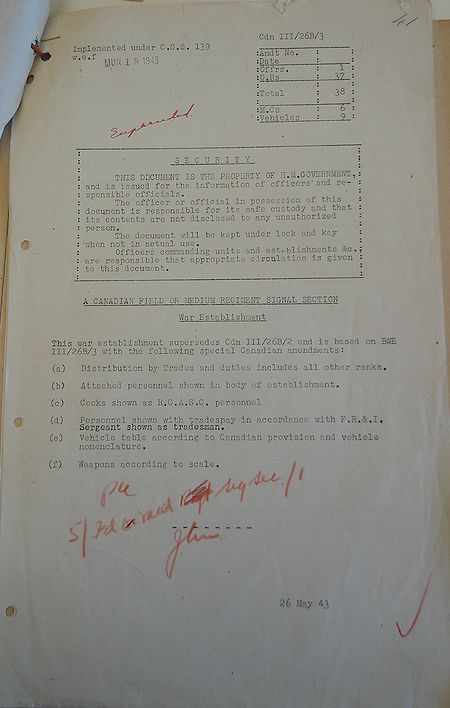 41
Cdn III/26B/3
Implemented under C.O.S. 139
w.e.f JUN 15 1943
Amdt No.
Date
Offrs. 1
O.Rs 37
Total 38
M.Cs 6
Vehicles 9
Superseded
SECURITY
THIS DOCUMENT IS THE PROPERTY OF H.M.GOVERNMENT,
and is issued for the information of officers and re-
sponsible officials.
The officer or official in possession of this
document is responsible for its safe custody and that
its contents are not disclosed to any unauthorized
person.
The document will be kept under lock and key
when not in actual use.
Officers commanding units and establishments &c.,
are responsible that appropriate circulation is given
to this document.
A CANADIAN FIELD OR MEDIUM REGIMENT SIGNAL SECTION
War Establishment
This war establishment supersedes Cdn III/26B/2 and is based on BWE
III/26B/3 with the following special Canadian amendments:
(a) Distribution by Trades and duties includes all other ranks.
(b) Attached personnel shown in body of establishment.
(c) Cooks shown as R.C.A.S.C. personnel
(d) Personnel shown with tradespay in accordance with F.R.&I.
Sergeant shown as tradesman.
(e) Vehicle table according to Canadian provision and vehicle
nomenclature.
(f) Weapons according to scale.
26 May 43